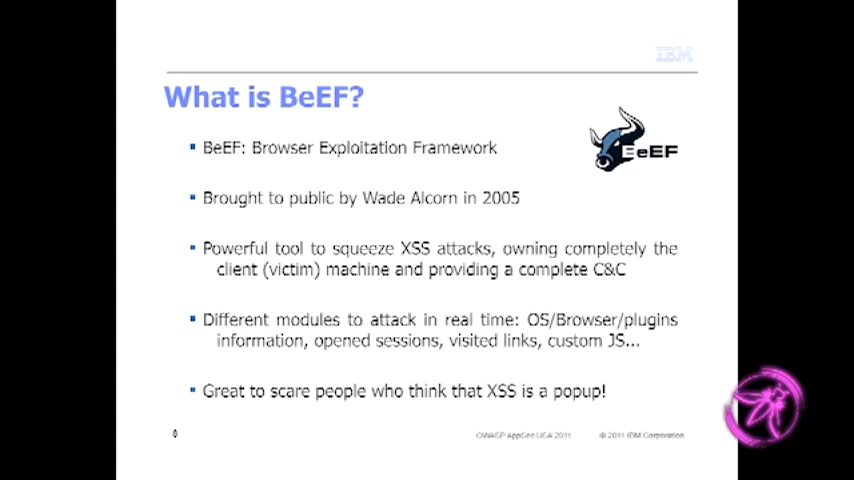 IBM
What is BeEF?
BeEF: Browser Exploitation Framework
BeEF
Brought to public by Wade Alcorn in 2005
Powerful tool to squeeze XSS attacks, owning completely the
client (victim) machine and providing a complete C&C
Different modules to attack in real time: OS/Browser/plugins
information, opened sessions, visited links, custom JS...
Great to scare people who think that XSS is a popup!
OWASP AppSec USA 2011
© 2011 IBM Corporation